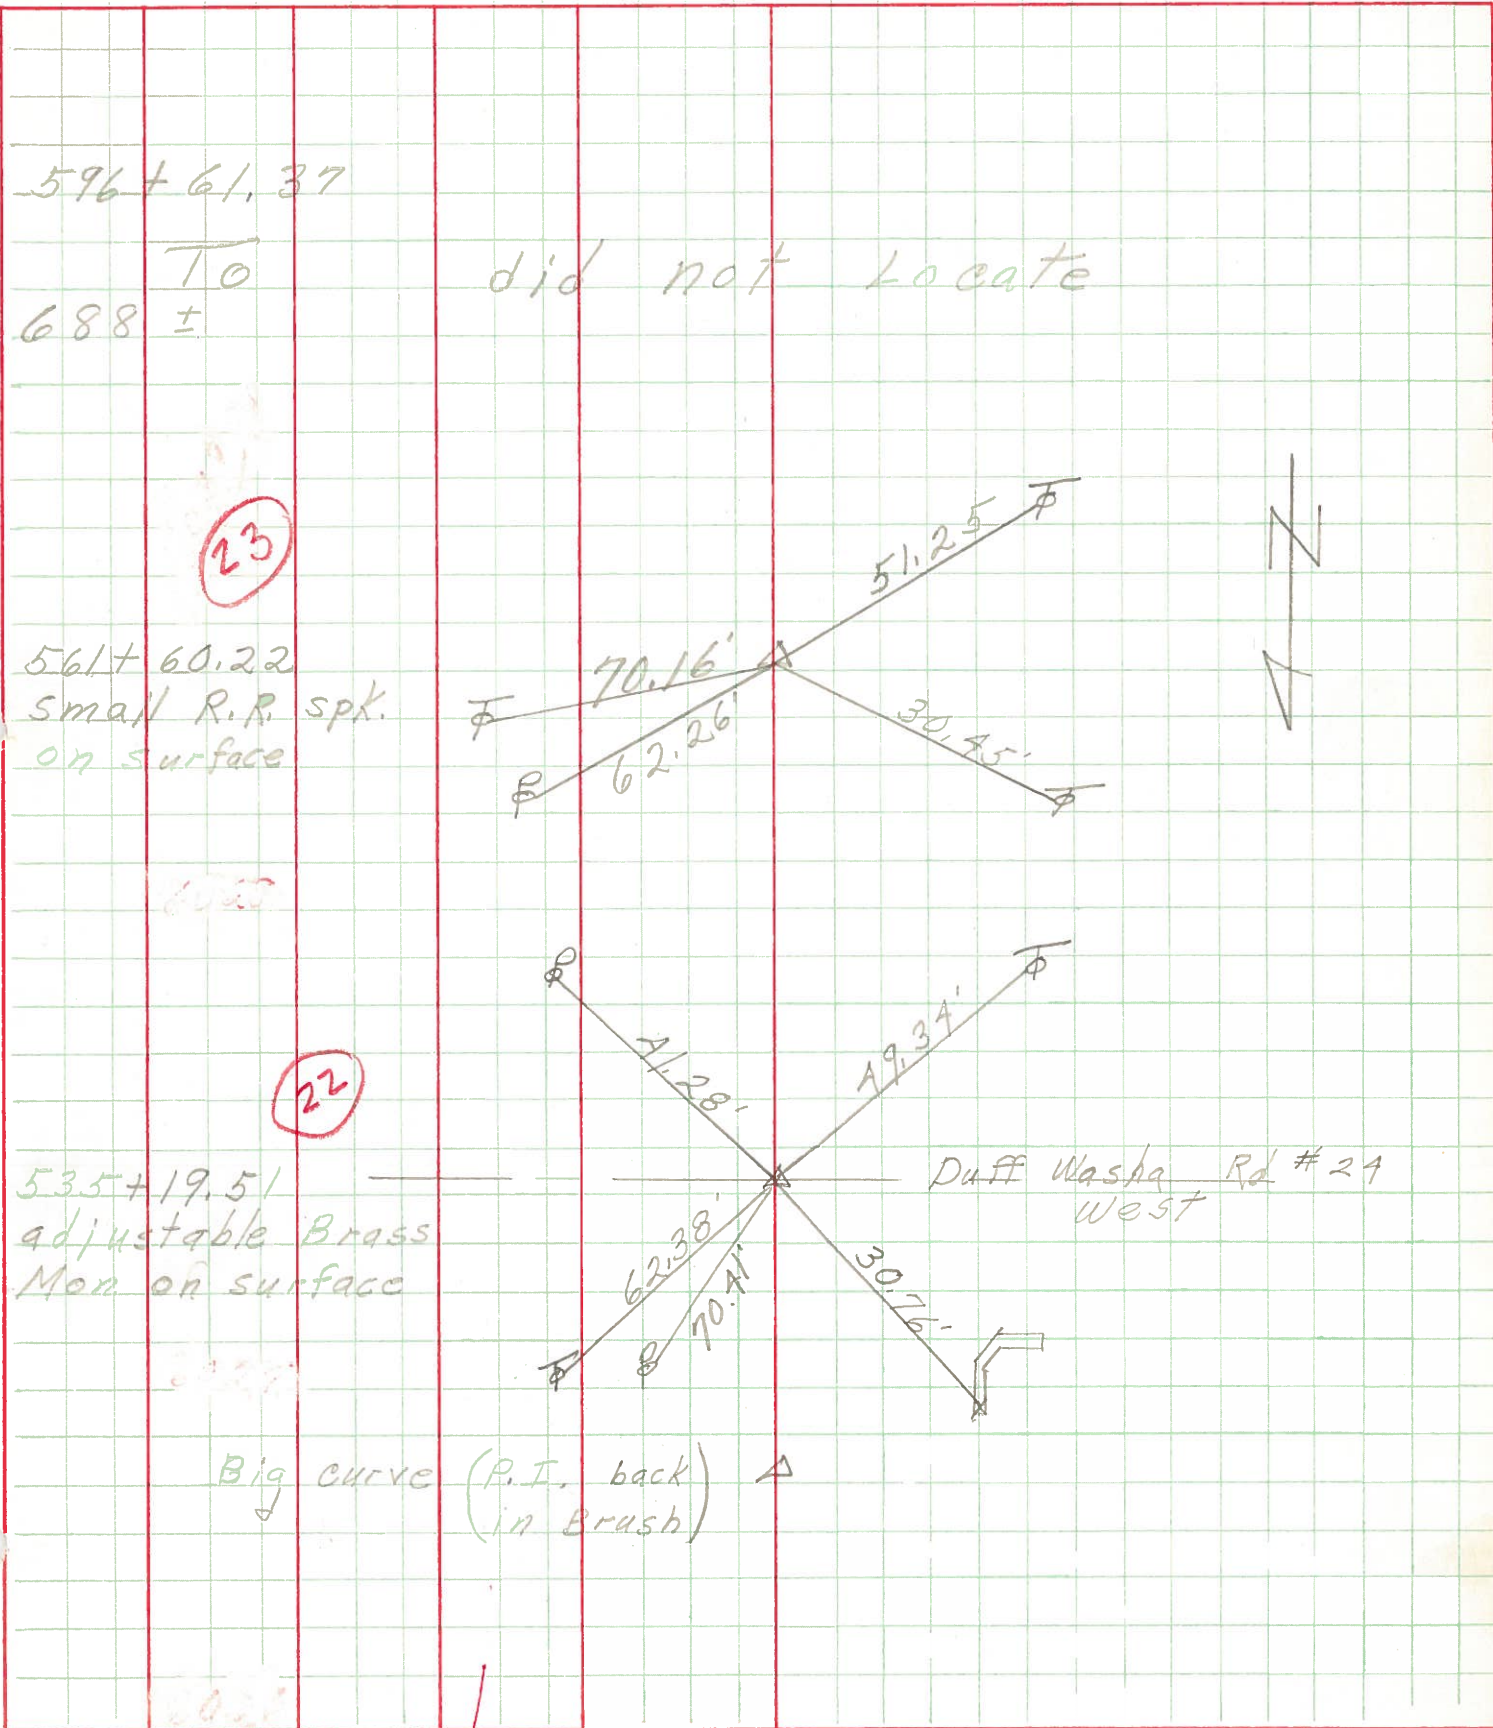 596 + 61.37
To
688 ±
did not Locate
23
51.25
N
561 + 60.22
small R.R. spk.
on surface
70.16'
62.26'
30.45'
22
41.28'
49.34'
535 + 19.51
adjustable Brass
Mon on surface
Duff Washa Rd # 24
West
62.38'
70.41'
30.76'
Big curve (P.I. back
in Brush)